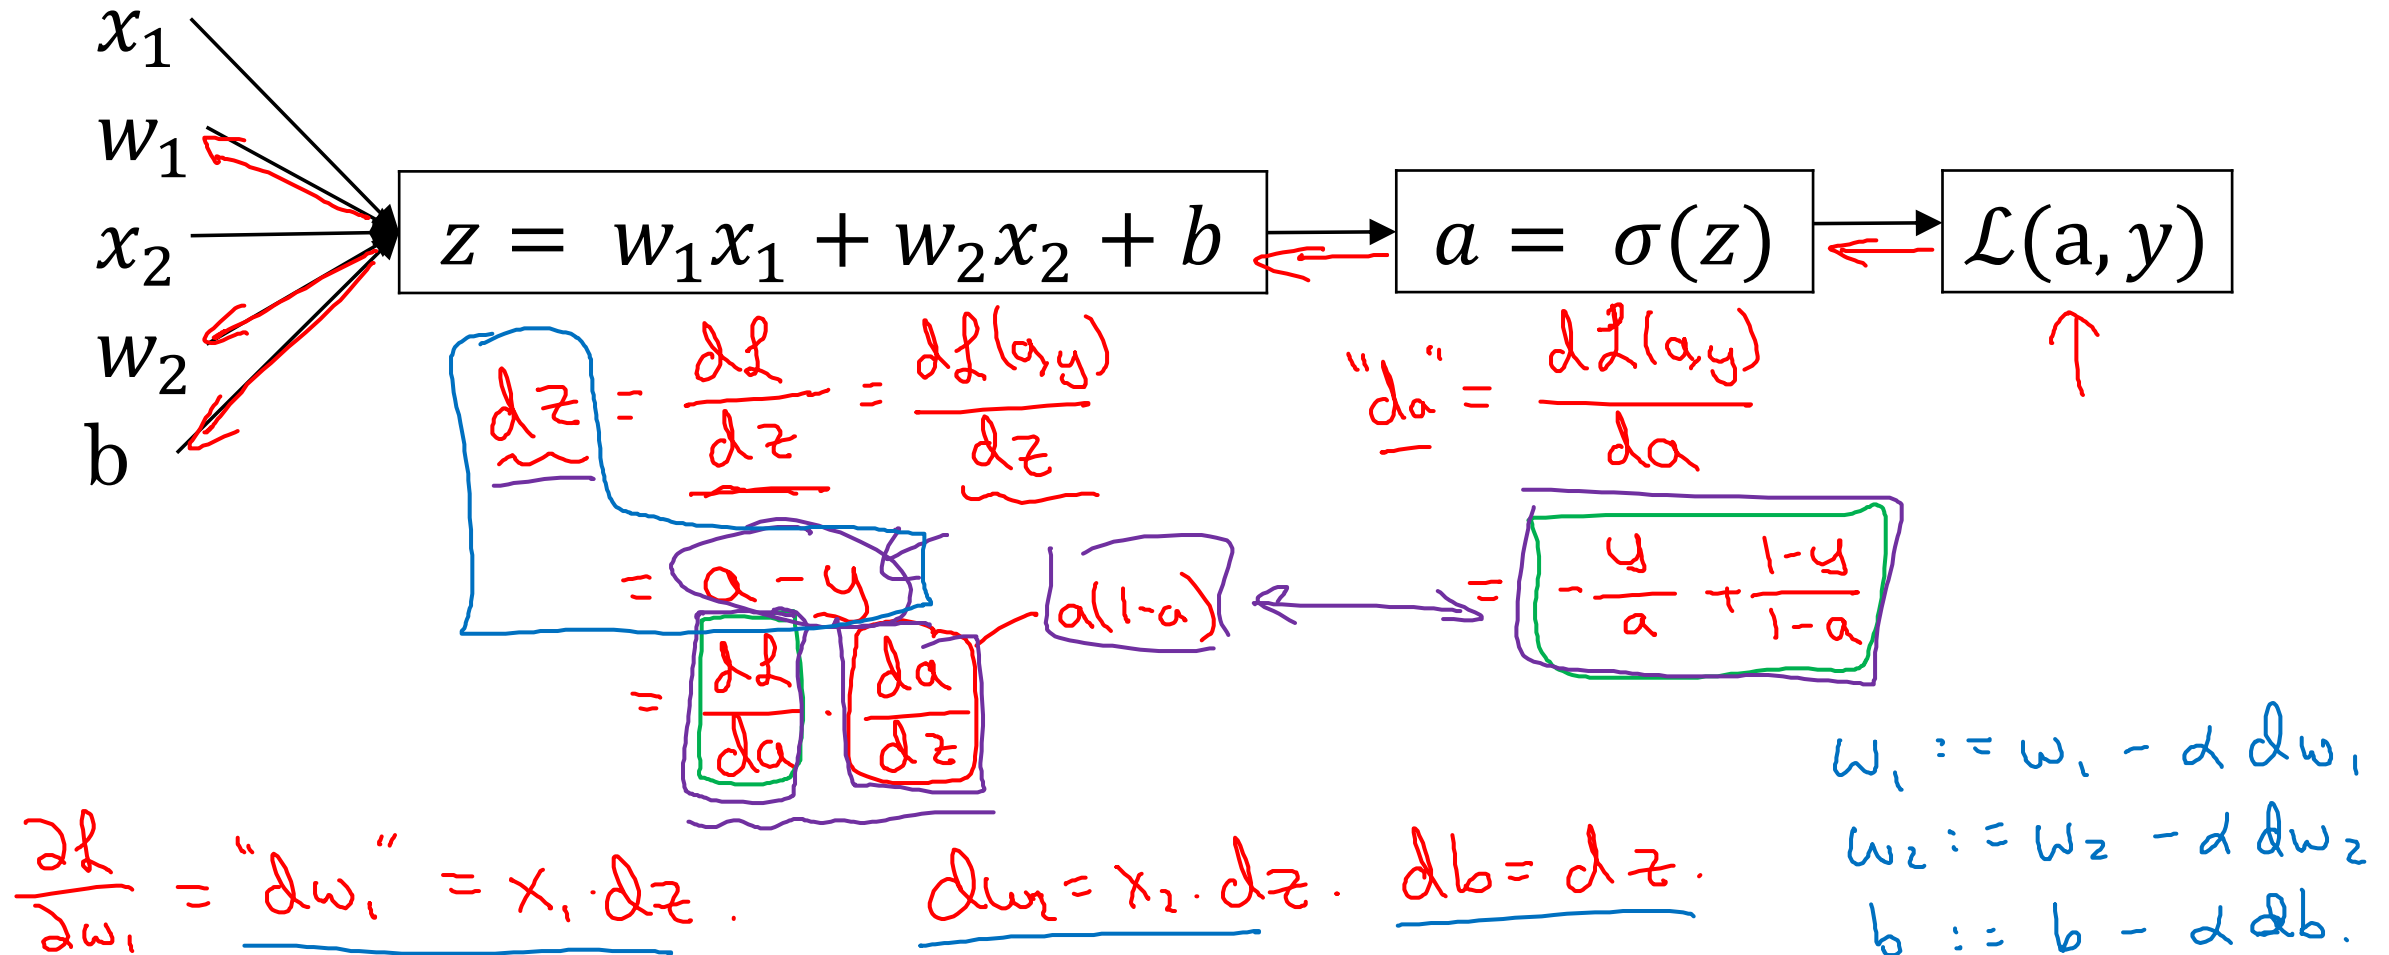 x₁
w₁
x₂
w₂
b
z = w₁x₁ + w₂x₂ + b
a = σ(z)
ℒ(a, y)
dz = dℒ/dz = dℒ(a,y)/dz
= a - y
= dℒ/da · da/dz
a(1-a)
"da" = dℒ(a,y)/da
= - y/a + (1-y)/(1-a)
∂ℒ/∂w₁ = "dw₁" = x₁·dz.
dw₂ = x₂·dz.
db = dz.
w₁ := w₁ - α dw₁
w₂ := w₂ - α dw₂
b := b - α db.